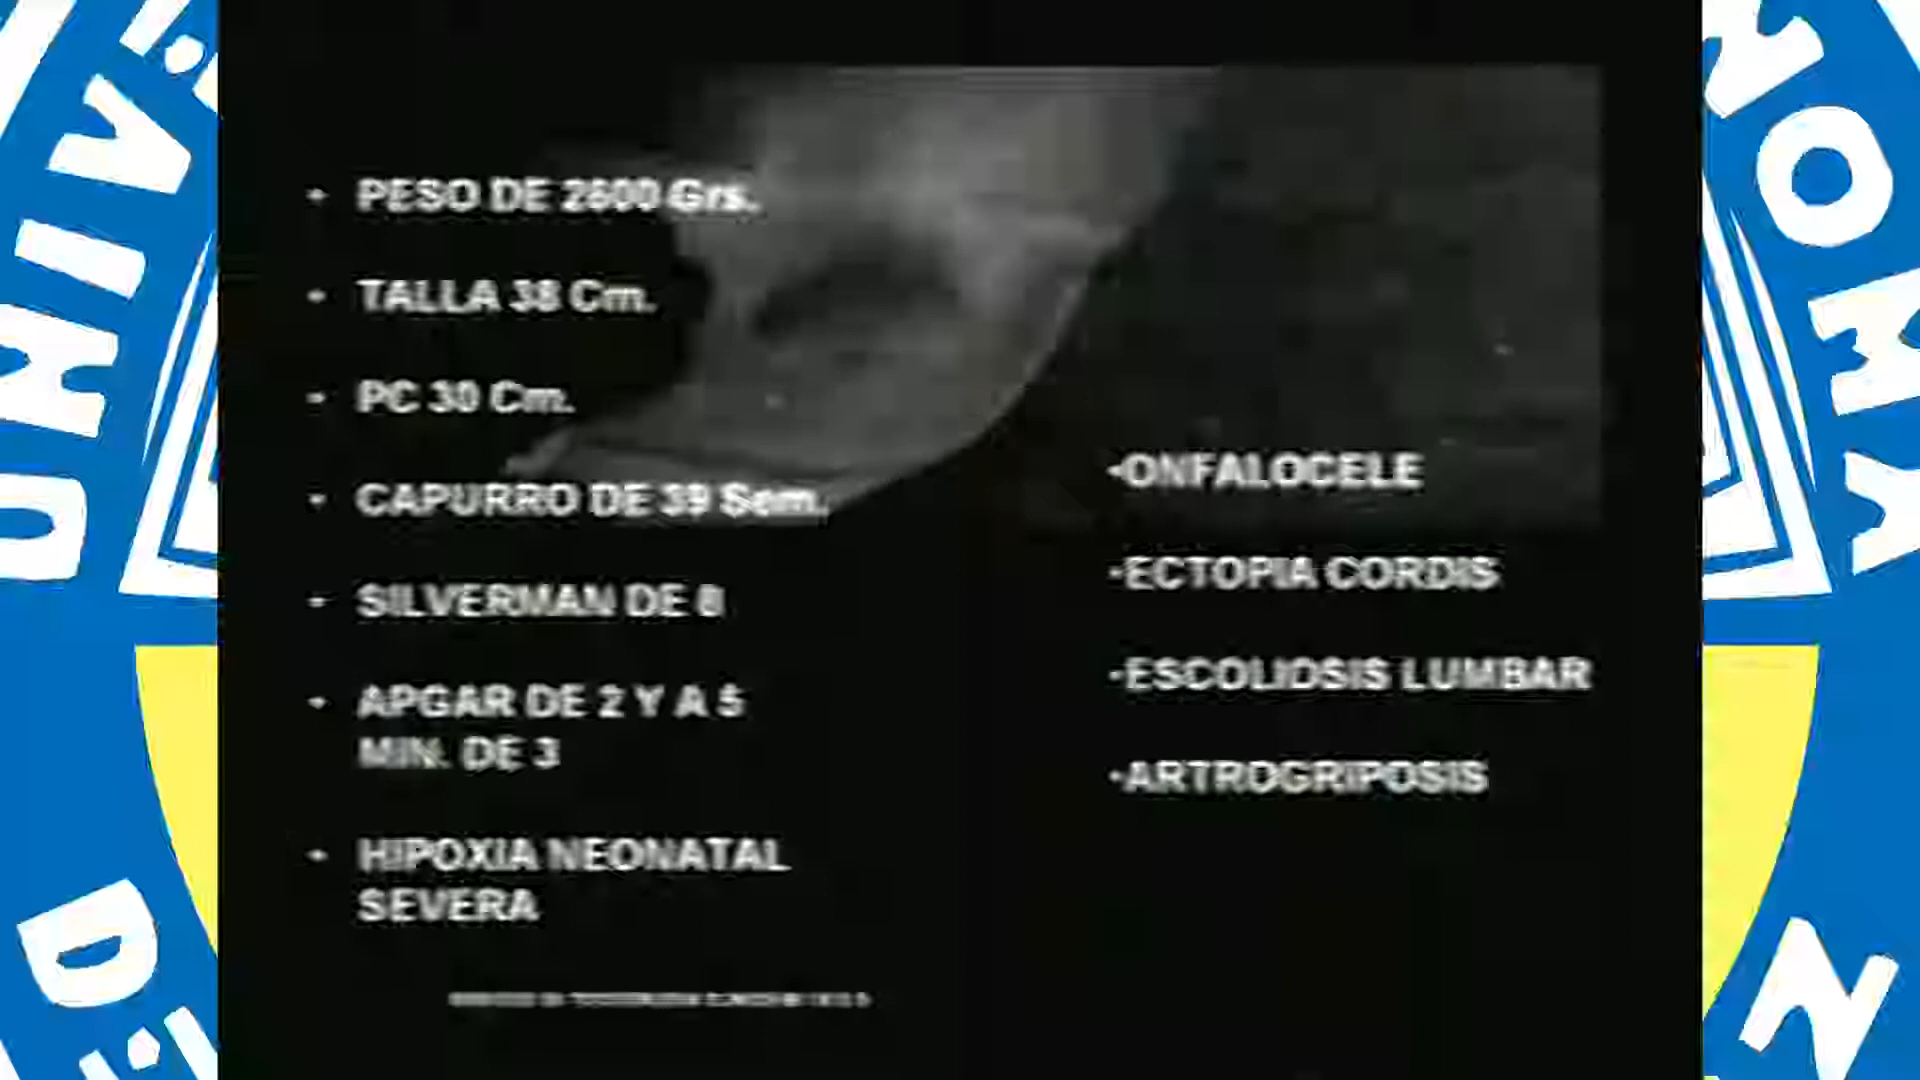 • PESO DE 2600 Grs.
• TALLA 38 Cm.
• PC 30 Cm.
• CAPURRO DE 39 Sem.
• SILVERMAN DE 8
• APGAR DE 2 Y A 5
MIN. DE 3
• HIPOXIA NEONATAL
SEVERA
•ONFALOCELE
•ECTOPIA CORDIS
•ESCOLIOSIS LUMBAR
•ARTROGRIPOSIS